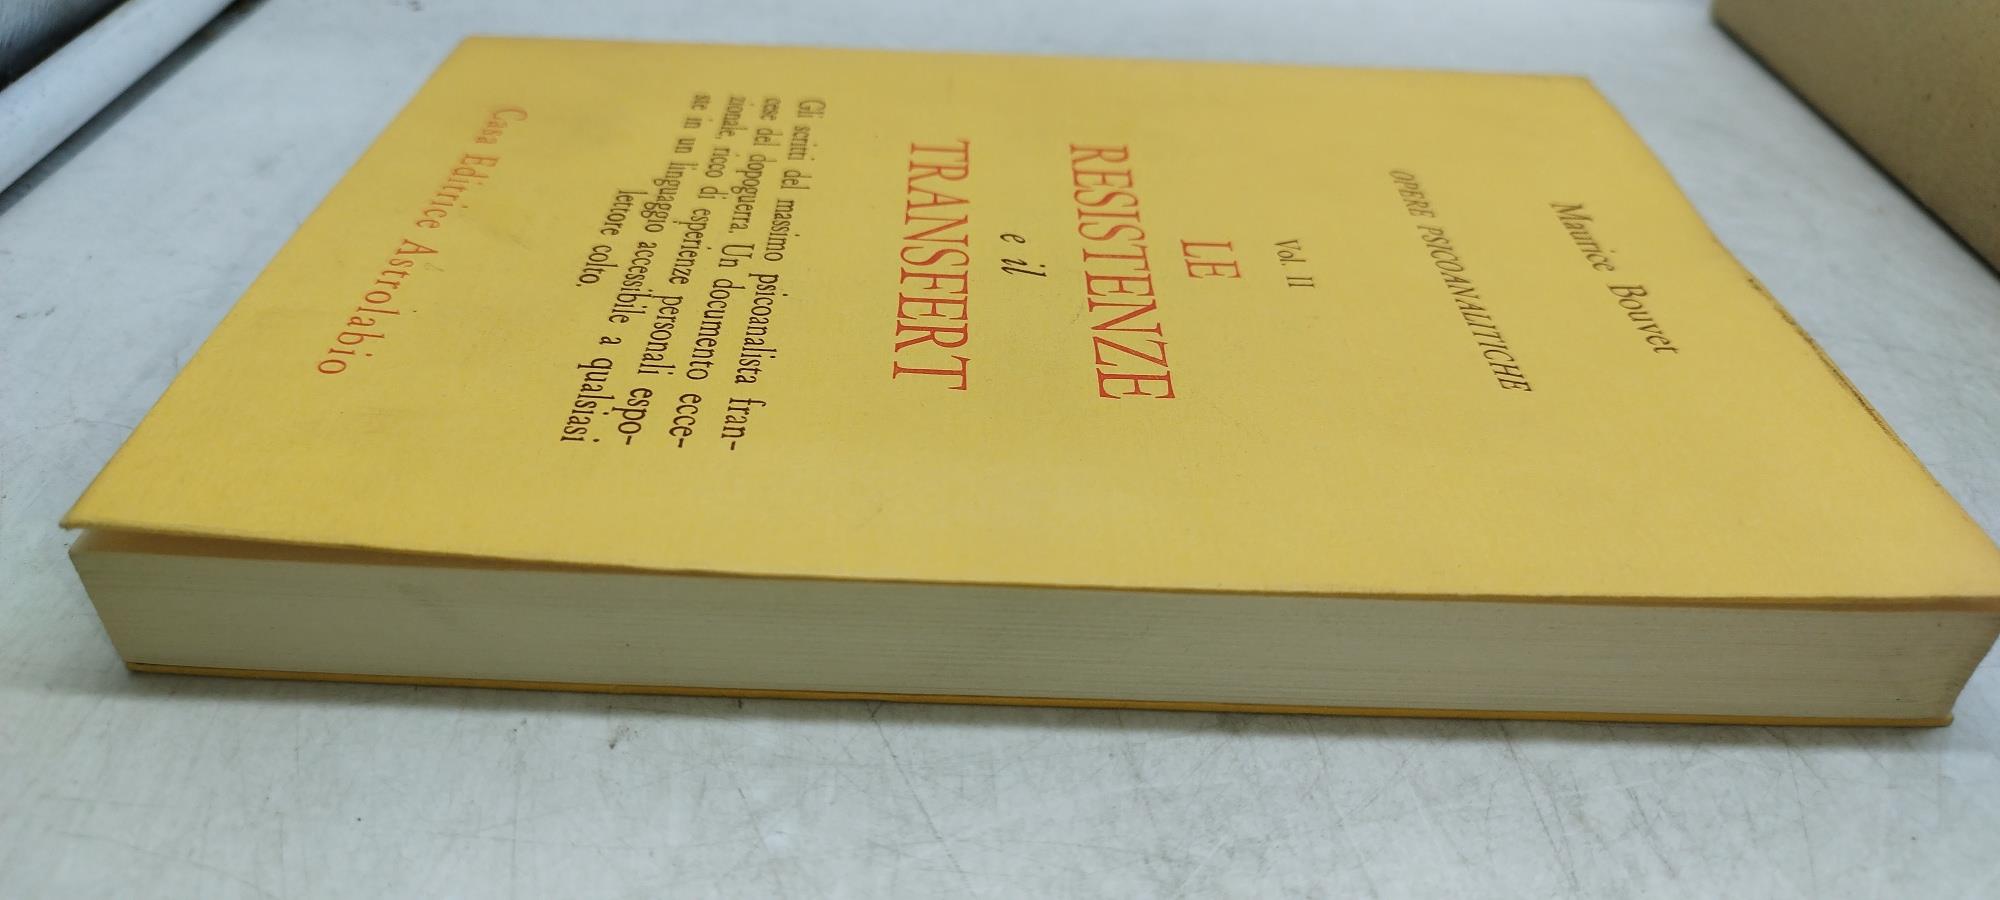 Maurice Bouvet
OPERE PSICOANALITICHE
Vol. II
LE
RESISTENZE
e il
TRANSFERT
Gli scritti del massimo psicoanalista fran-
cese del dopoguerra. Un documento ecce-
zionale, ricco di esperienze personali espo-
ste in un linguaggio accessibile a qualsiasi
lettore colto.
Casa Editrice Astrolabio